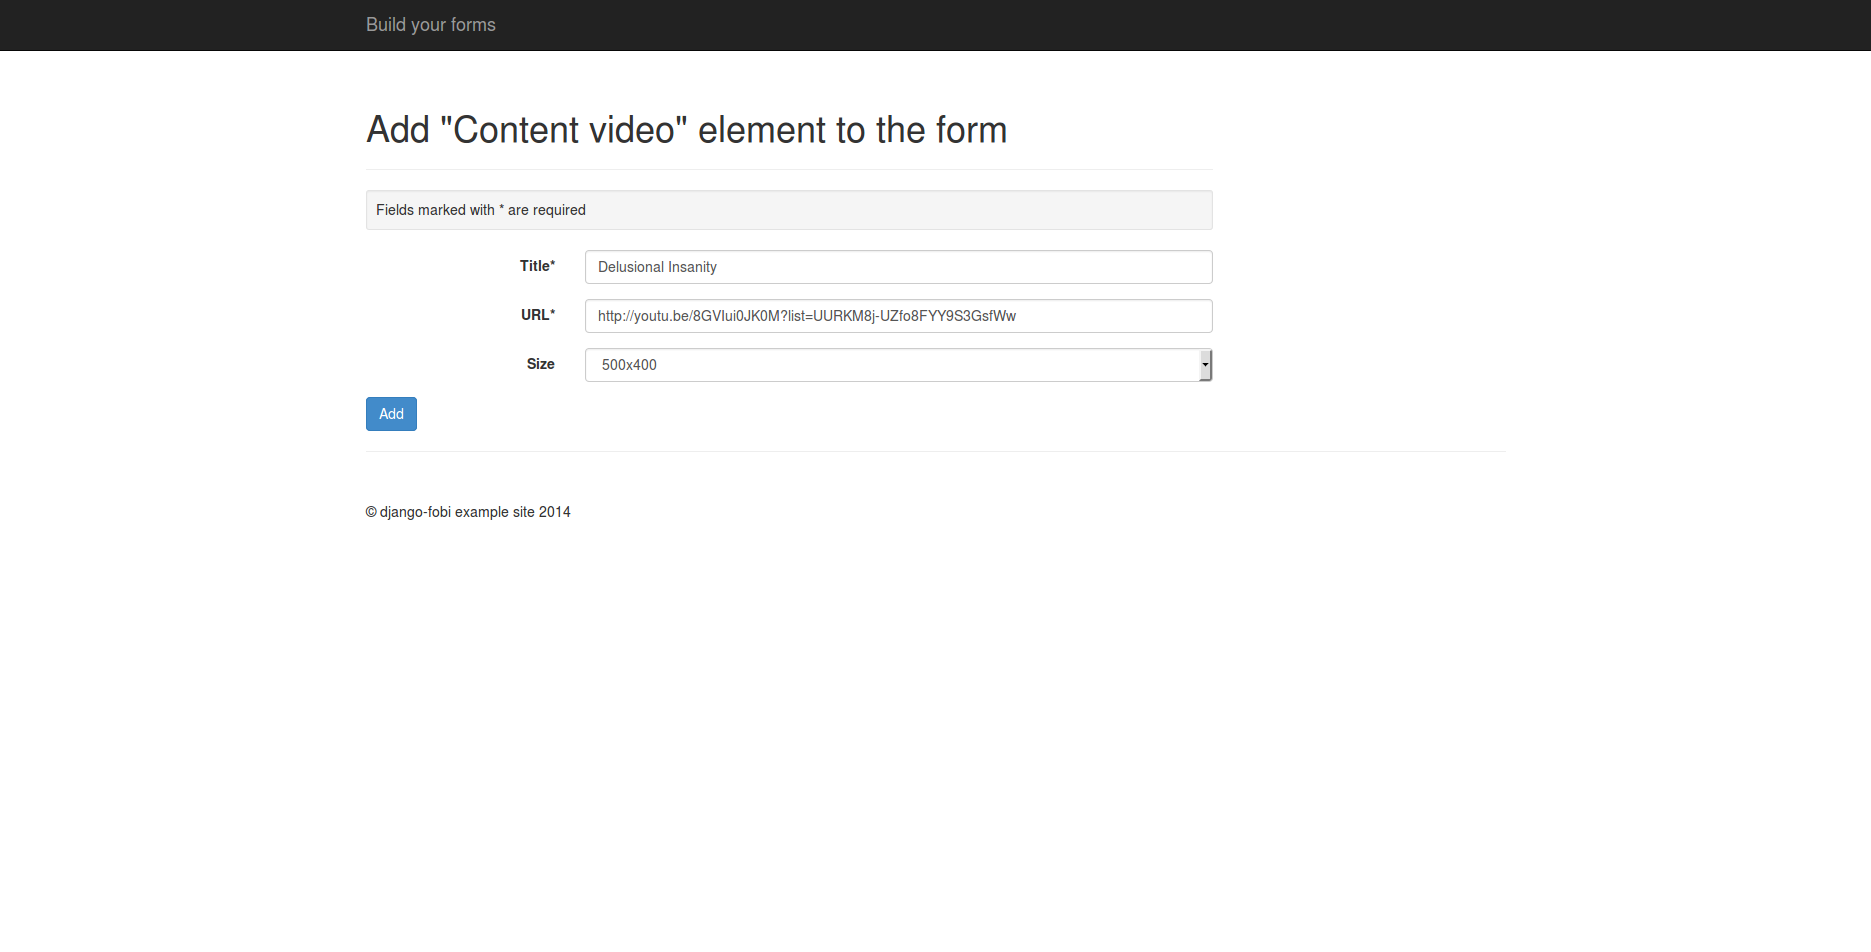 Build your forms
Add "Content video" element to the form
Fields marked with * are required
Title* Delusional Insanity
URL* http://youtu.be/8GVIui0JK0M?list=UURKM8j-UZfo8FYY9S3GsfWw
Size 500x400
Add
© django-fobi example site 2014